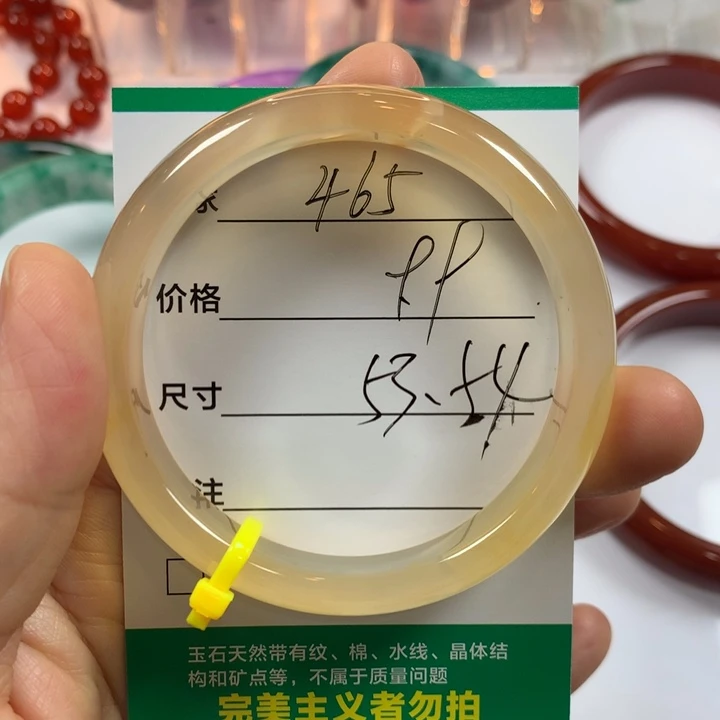 家 465
价格
尺寸 53、54
注
玉石天然带有纹、棉、水线、晶体结
构和矿点等，不属于质量问题
完美主义者勿拍